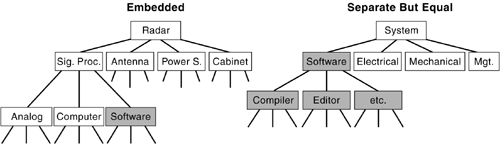 Embedded
Radar
Sig. Proc.
Antenna
Power S.
Cabinet
Analog
Computer
Software
Separate But Equal
System
Software
Electrical
Mechanical
Mgt.
Compiler
Editor
etc.